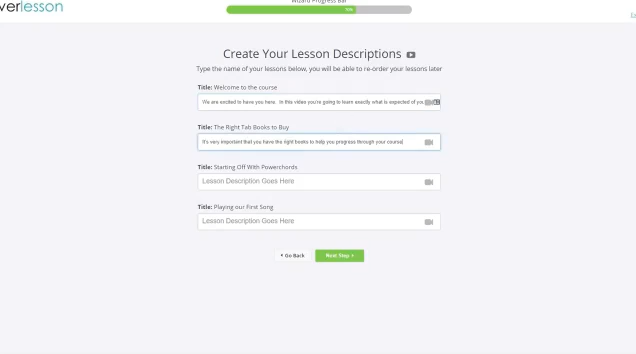 verlesson
Wizard Progress Bar
70%
Create Your Lesson Descriptions
Type the name of your lessons below, you will be able to re-order your lessons later
Title: Welcome to the course
We are excited to have you here. In this video you're going to learn exactly what is expected of you
Title: The Right Tab Books to Buy
It's very important that you have the right books to help you progress through your course
Title: Starting Off With Powerchords
Lesson Description Goes Here
Title: Playing our First Song
Lesson Description Goes Here
Go Back
Next Step